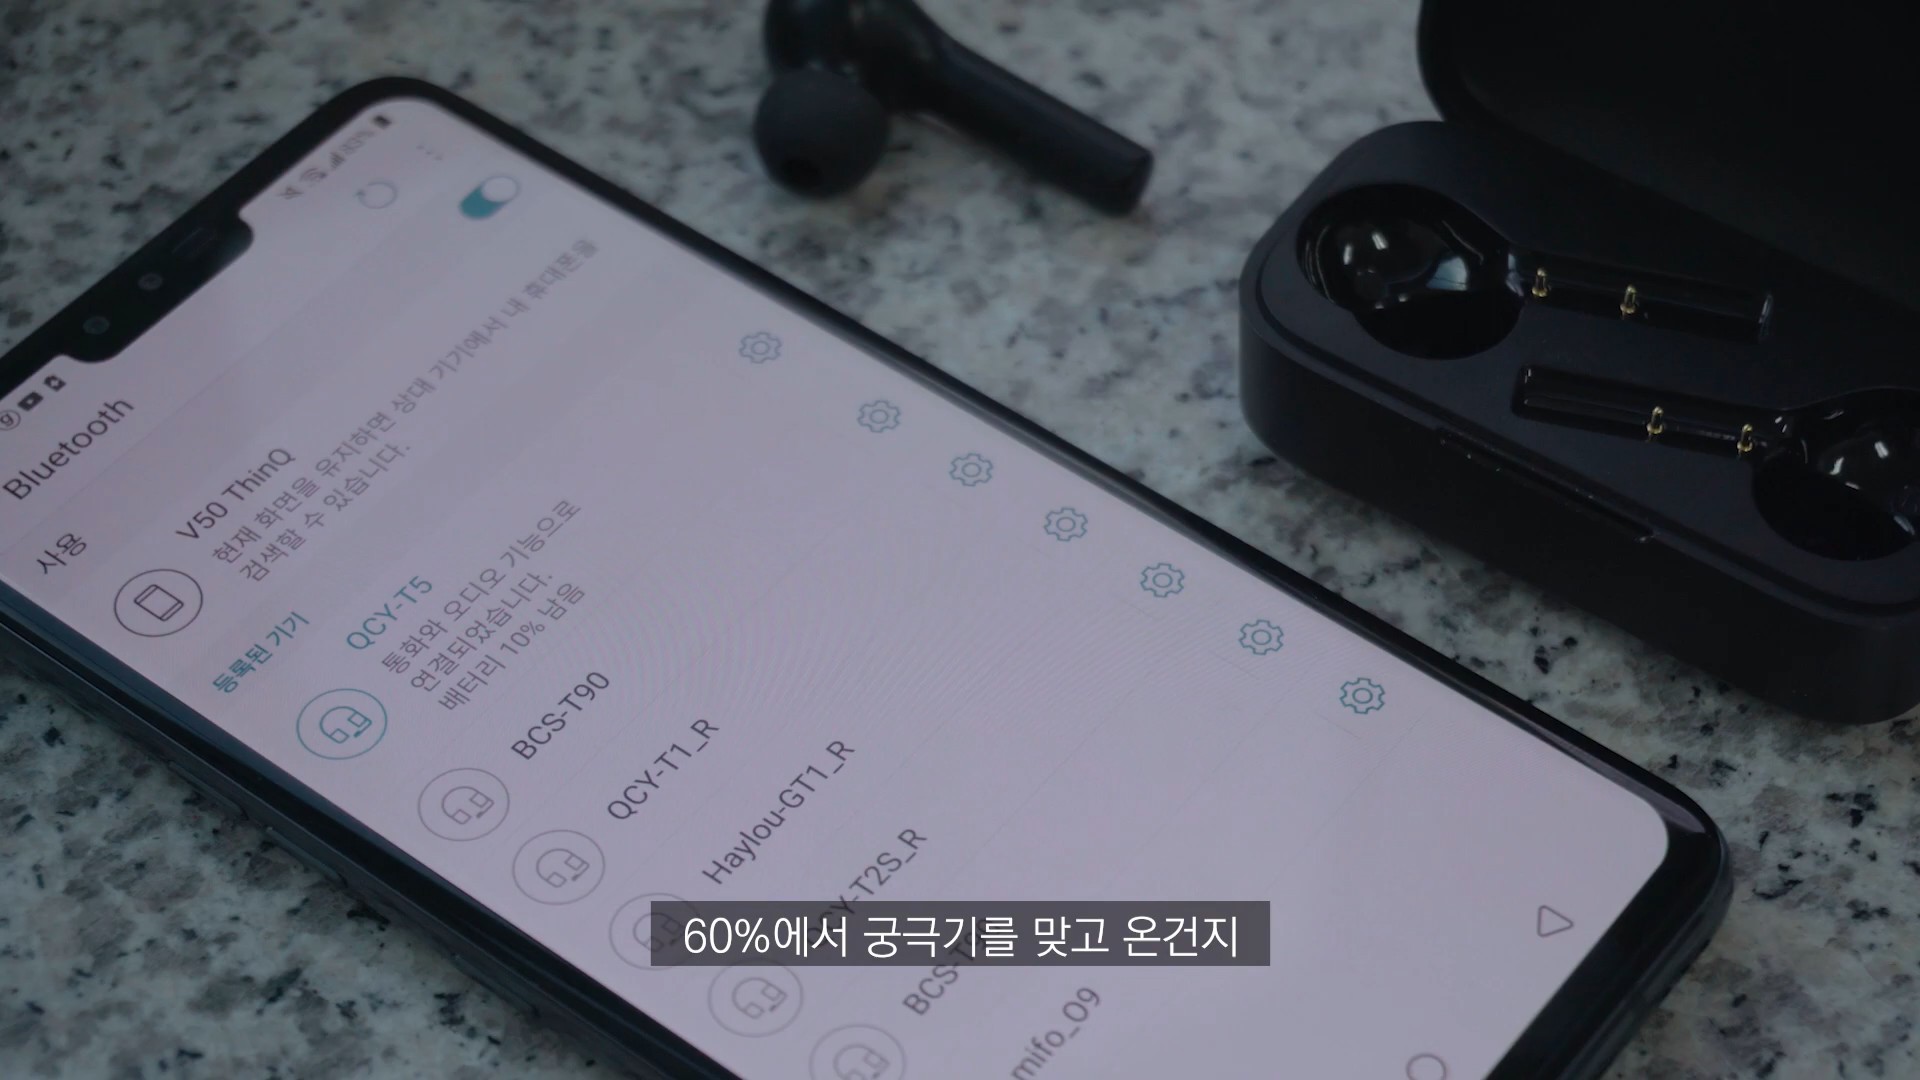 Bluetooth
사용
V50 ThinQ
현재 화면을 유지하면 상대 기기에서 내 휴대폰을
검색할 수 있습니다.
등록된 기기
QCY-T5
통화와 오디오 기능으로
연결되었습니다.
배터리 10% 남음
BCS-T90
QCY-T1_R
Haylou-GT1_R
CY-T2S_R
BCS-T
mifo_09
60%에서 궁극기를 맞고 온건지